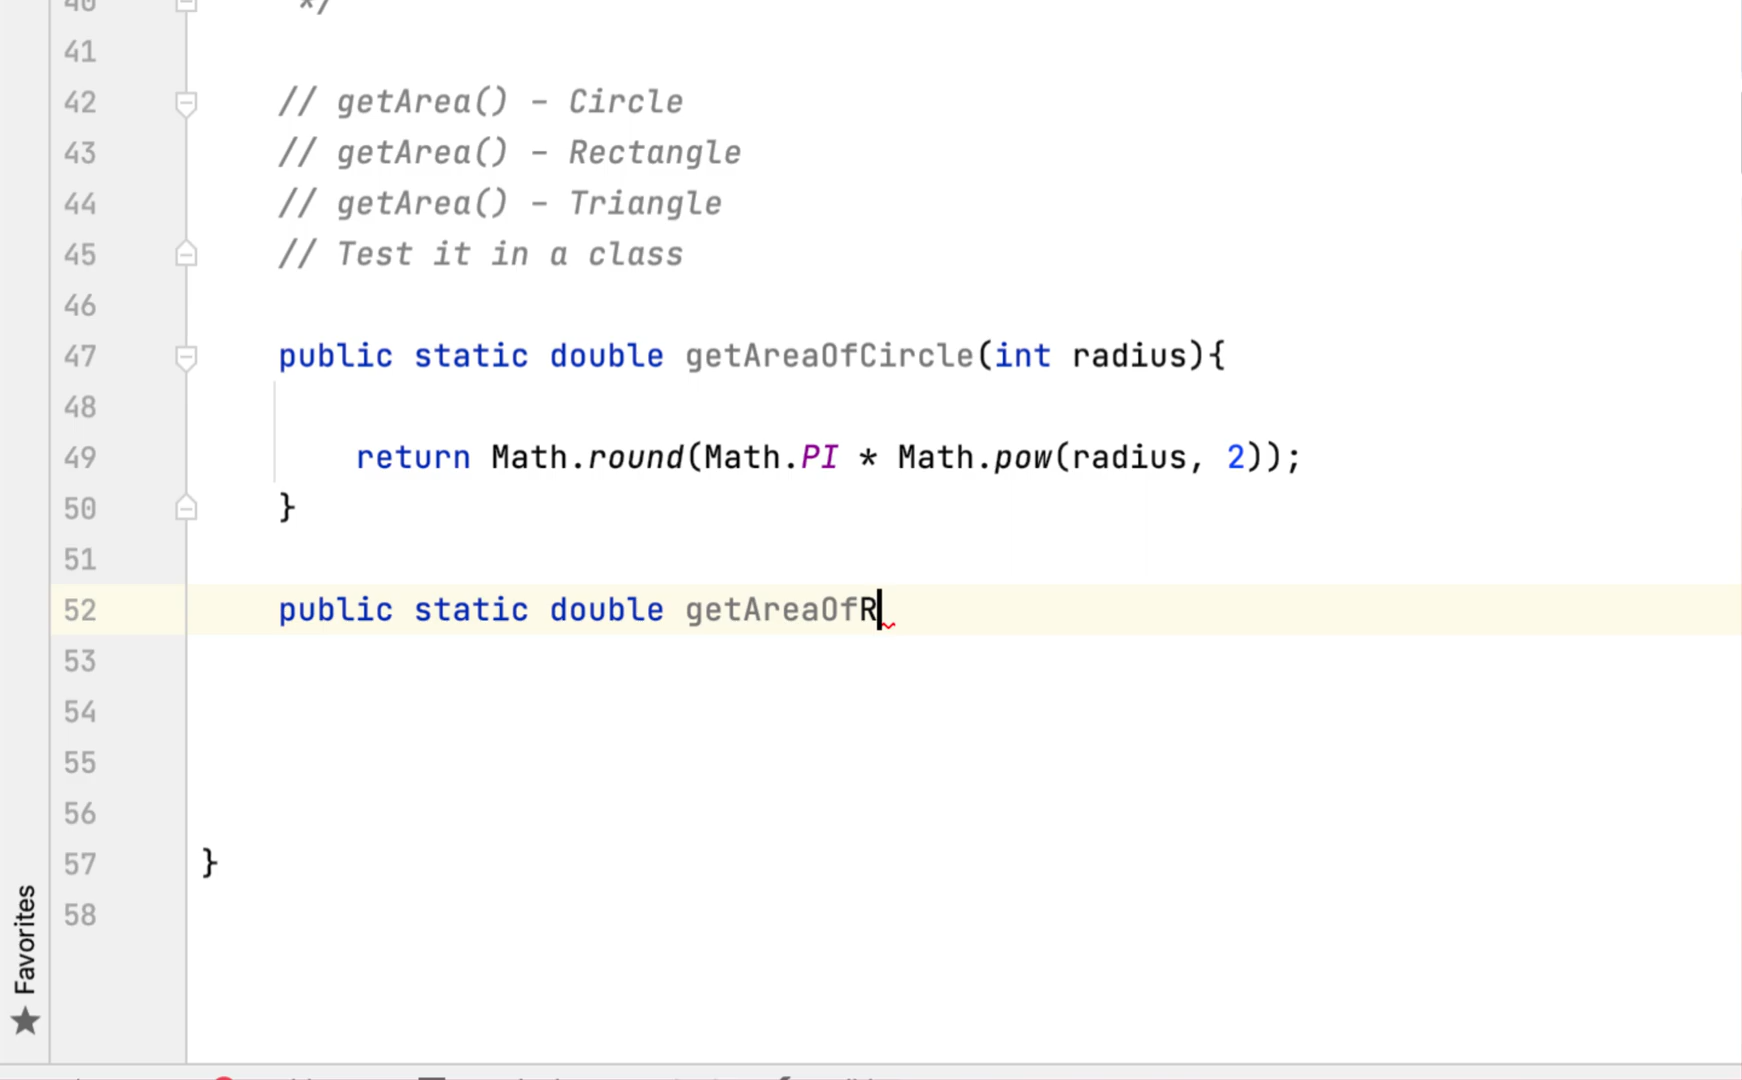 40 */
41
42 // getArea() - Circle
43 // getArea() - Rectangle
44 // getArea() - Triangle
45 // Test it in a class
46
47 public static double getAreaOfCircle(int radius){
48
49 return Math.round(Math.PI * Math.pow(radius, 2));
50 }
51
52 public static double getAreaOfR
53
54
55
56
57 }
58
Favorites